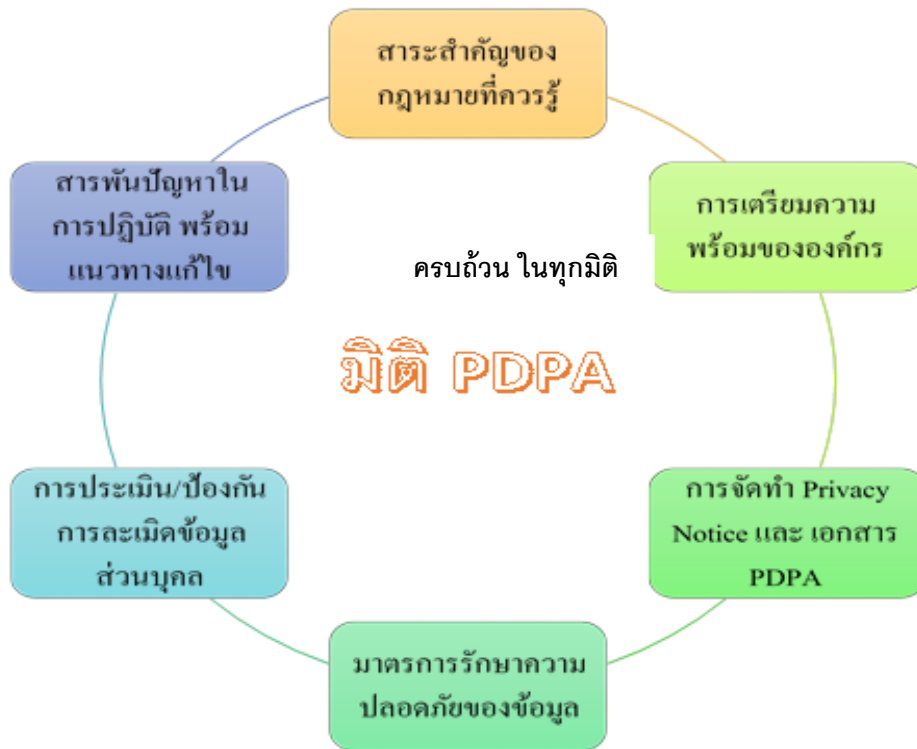 สาระสำคัญของ
กฎหมายที่ควรรู้
การเตรียมความ
พร้อมขององค์กร
การจัดทำ Privacy
Notice และ เอกสาร
PDPA
มาตรการรักษาความ
ปลอดภัยของข้อมูล
การประเมิน/ป้องกัน
การละเมิดข้อมูล
ส่วนบุคล
สารพันปัญหาใน
การปฏิบัติ พร้อม
แนวทางแก้ไข
ครบถ้วน ในทุกมิติ
มิติ PDPA